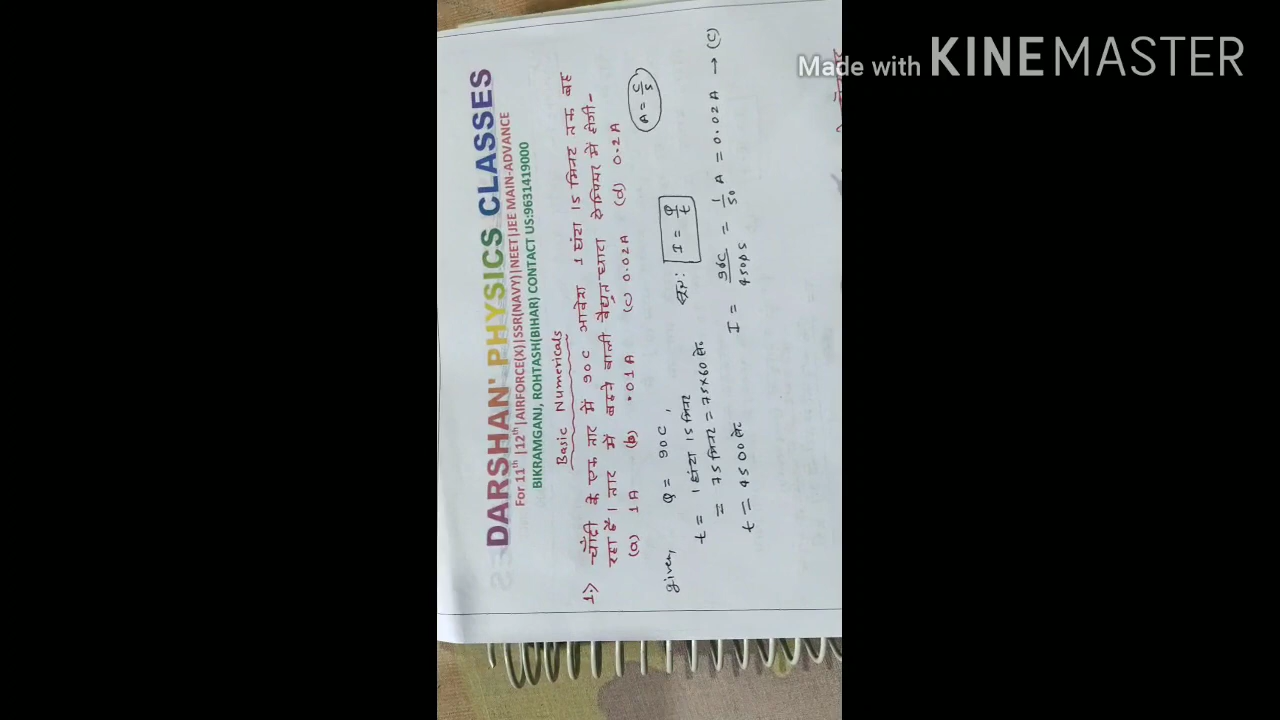 Made with KINEMASTER
DARSHAN' PHYSICS CLASSES
For 11th |12th |AIRFORCE(X)|SSR(NAVY)|NEET|JEE MAIN-ADVANCE
BIKRAMGANJ, ROHTASH(BIHAR) CONTACT US:9631419000
Basic Numericals
1:> चाँदी के एक तार में 90C आवेश 1 घंटा 15 मिनट तक बह
रहा है। तार में बहने वाली वैद्युत धारा ऐम्पियर में होगी-
(a) 1A (b) .01A (c) 0.02A (d) 0.2A
A = C/S
given, Q = 90C,
t = 1 घंटा 15 मिनट
= 75 मिनट = 75×60 से०
t = 4500 से०
सूत्र: I = Q/t
I = 90C/4500S = 1/50 A = 0.02A → (C)